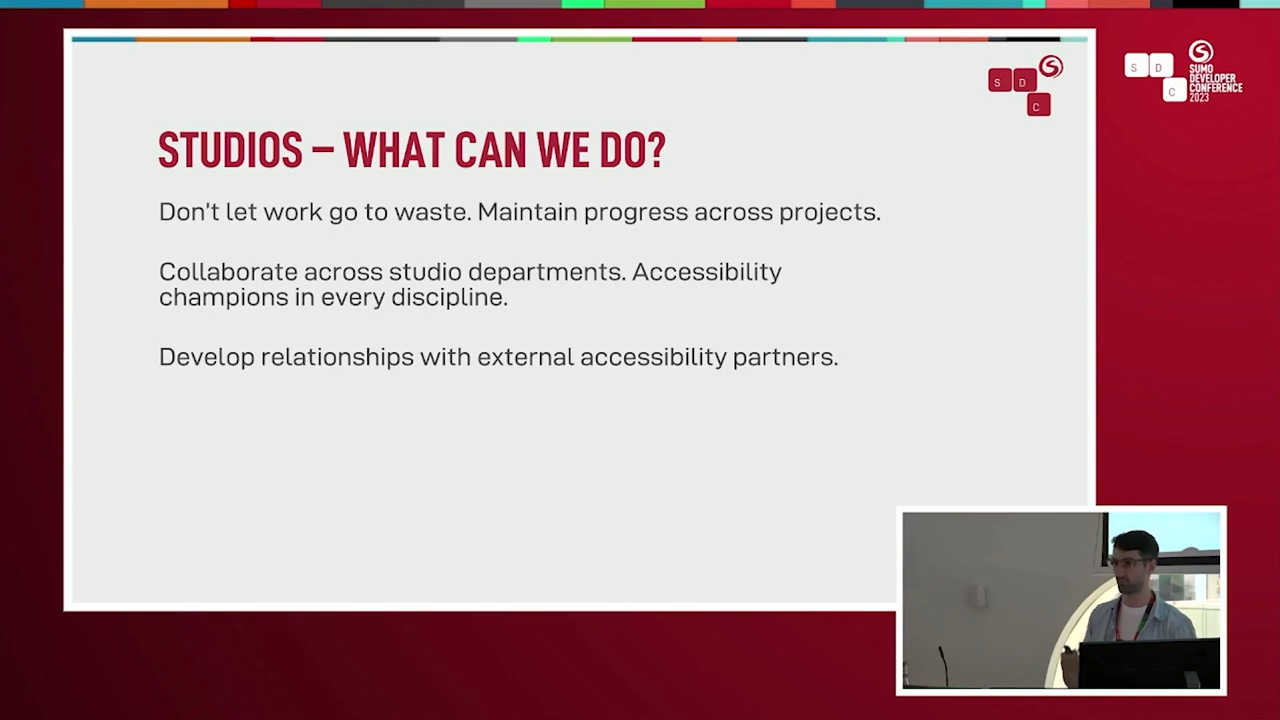 S D
C
STUDIOS – WHAT CAN WE DO?
Don't let work go to waste. Maintain progress across projects.
Collaborate across studio departments. Accessibility
champions in every discipline.
Develop relationships with external accessibility partners.
S D
C
SUMO
DEVELOPER
CONFERENCE
2023